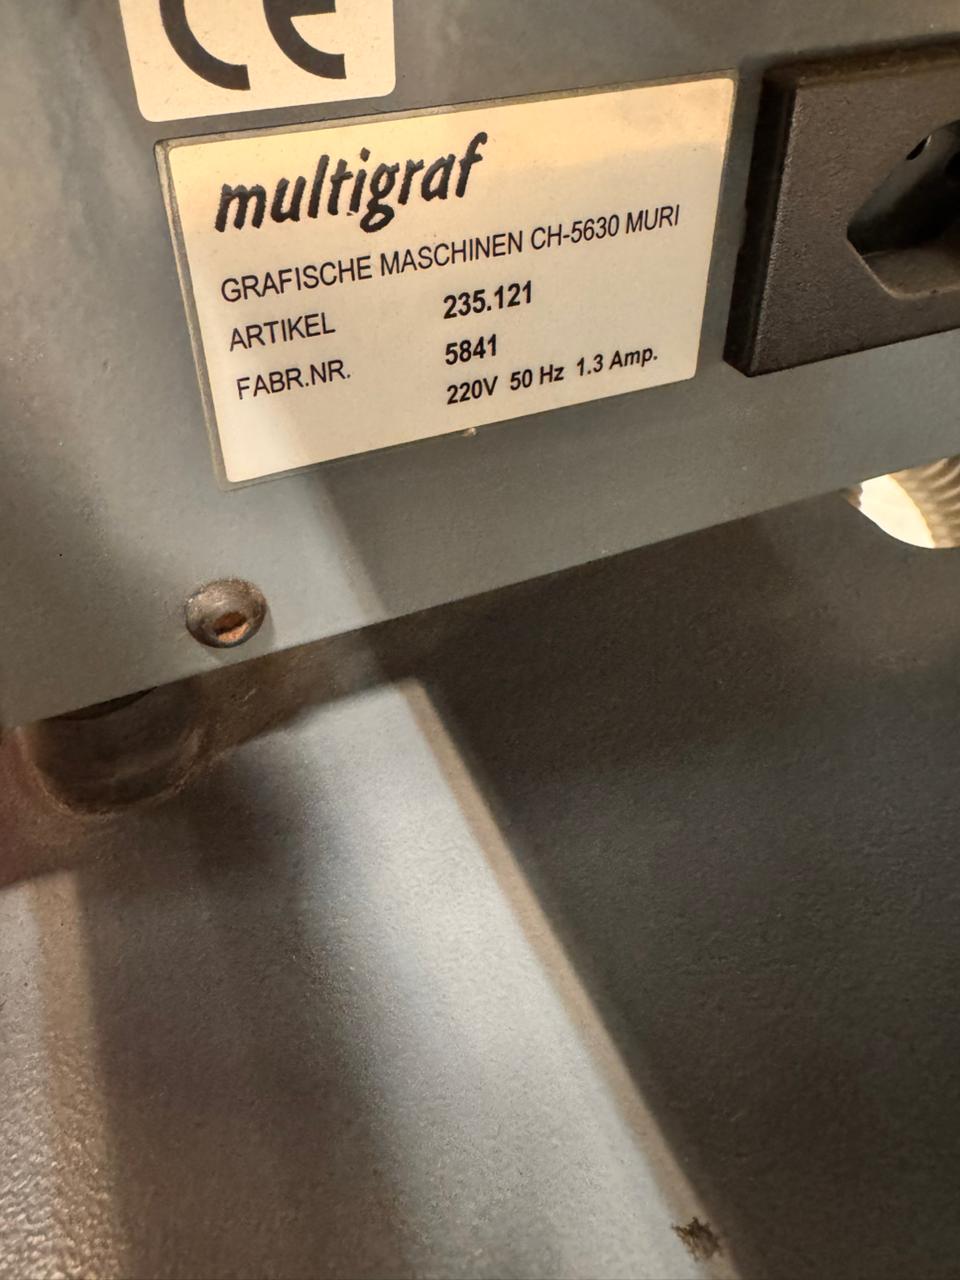 CE
multigraf
GRAFISCHE MASCHINEN CH-5630 MURI
ARTIKEL 235.121
FABR.NR. 5841
220V 50 Hz 1.3 Amp.